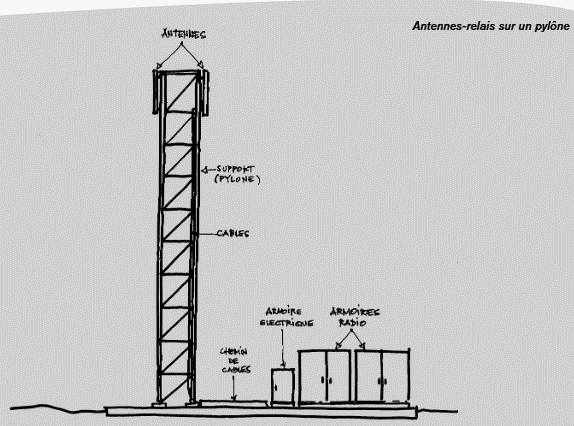 Antennes-relais sur un pylône
ANTENNES
SUPPORT
(PYLONE)
CABLES
ARMOIRE
ELECTRIQUE
ARMOIRES
RADIO
CHEMIN
DE
CABLES